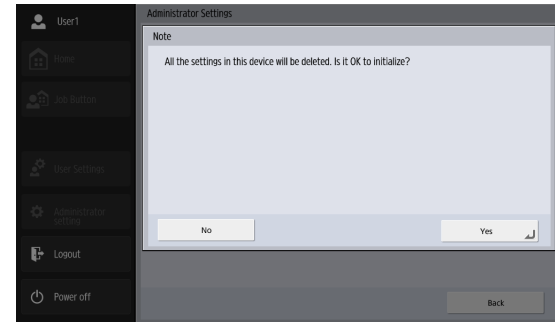 User1
Home
Job Button
User Settings
Administrator
setting
Logout
Power off
Administrator Settings
Note
All the settings in this device will be deleted. Is it OK to initialize?
No
Yes
Back